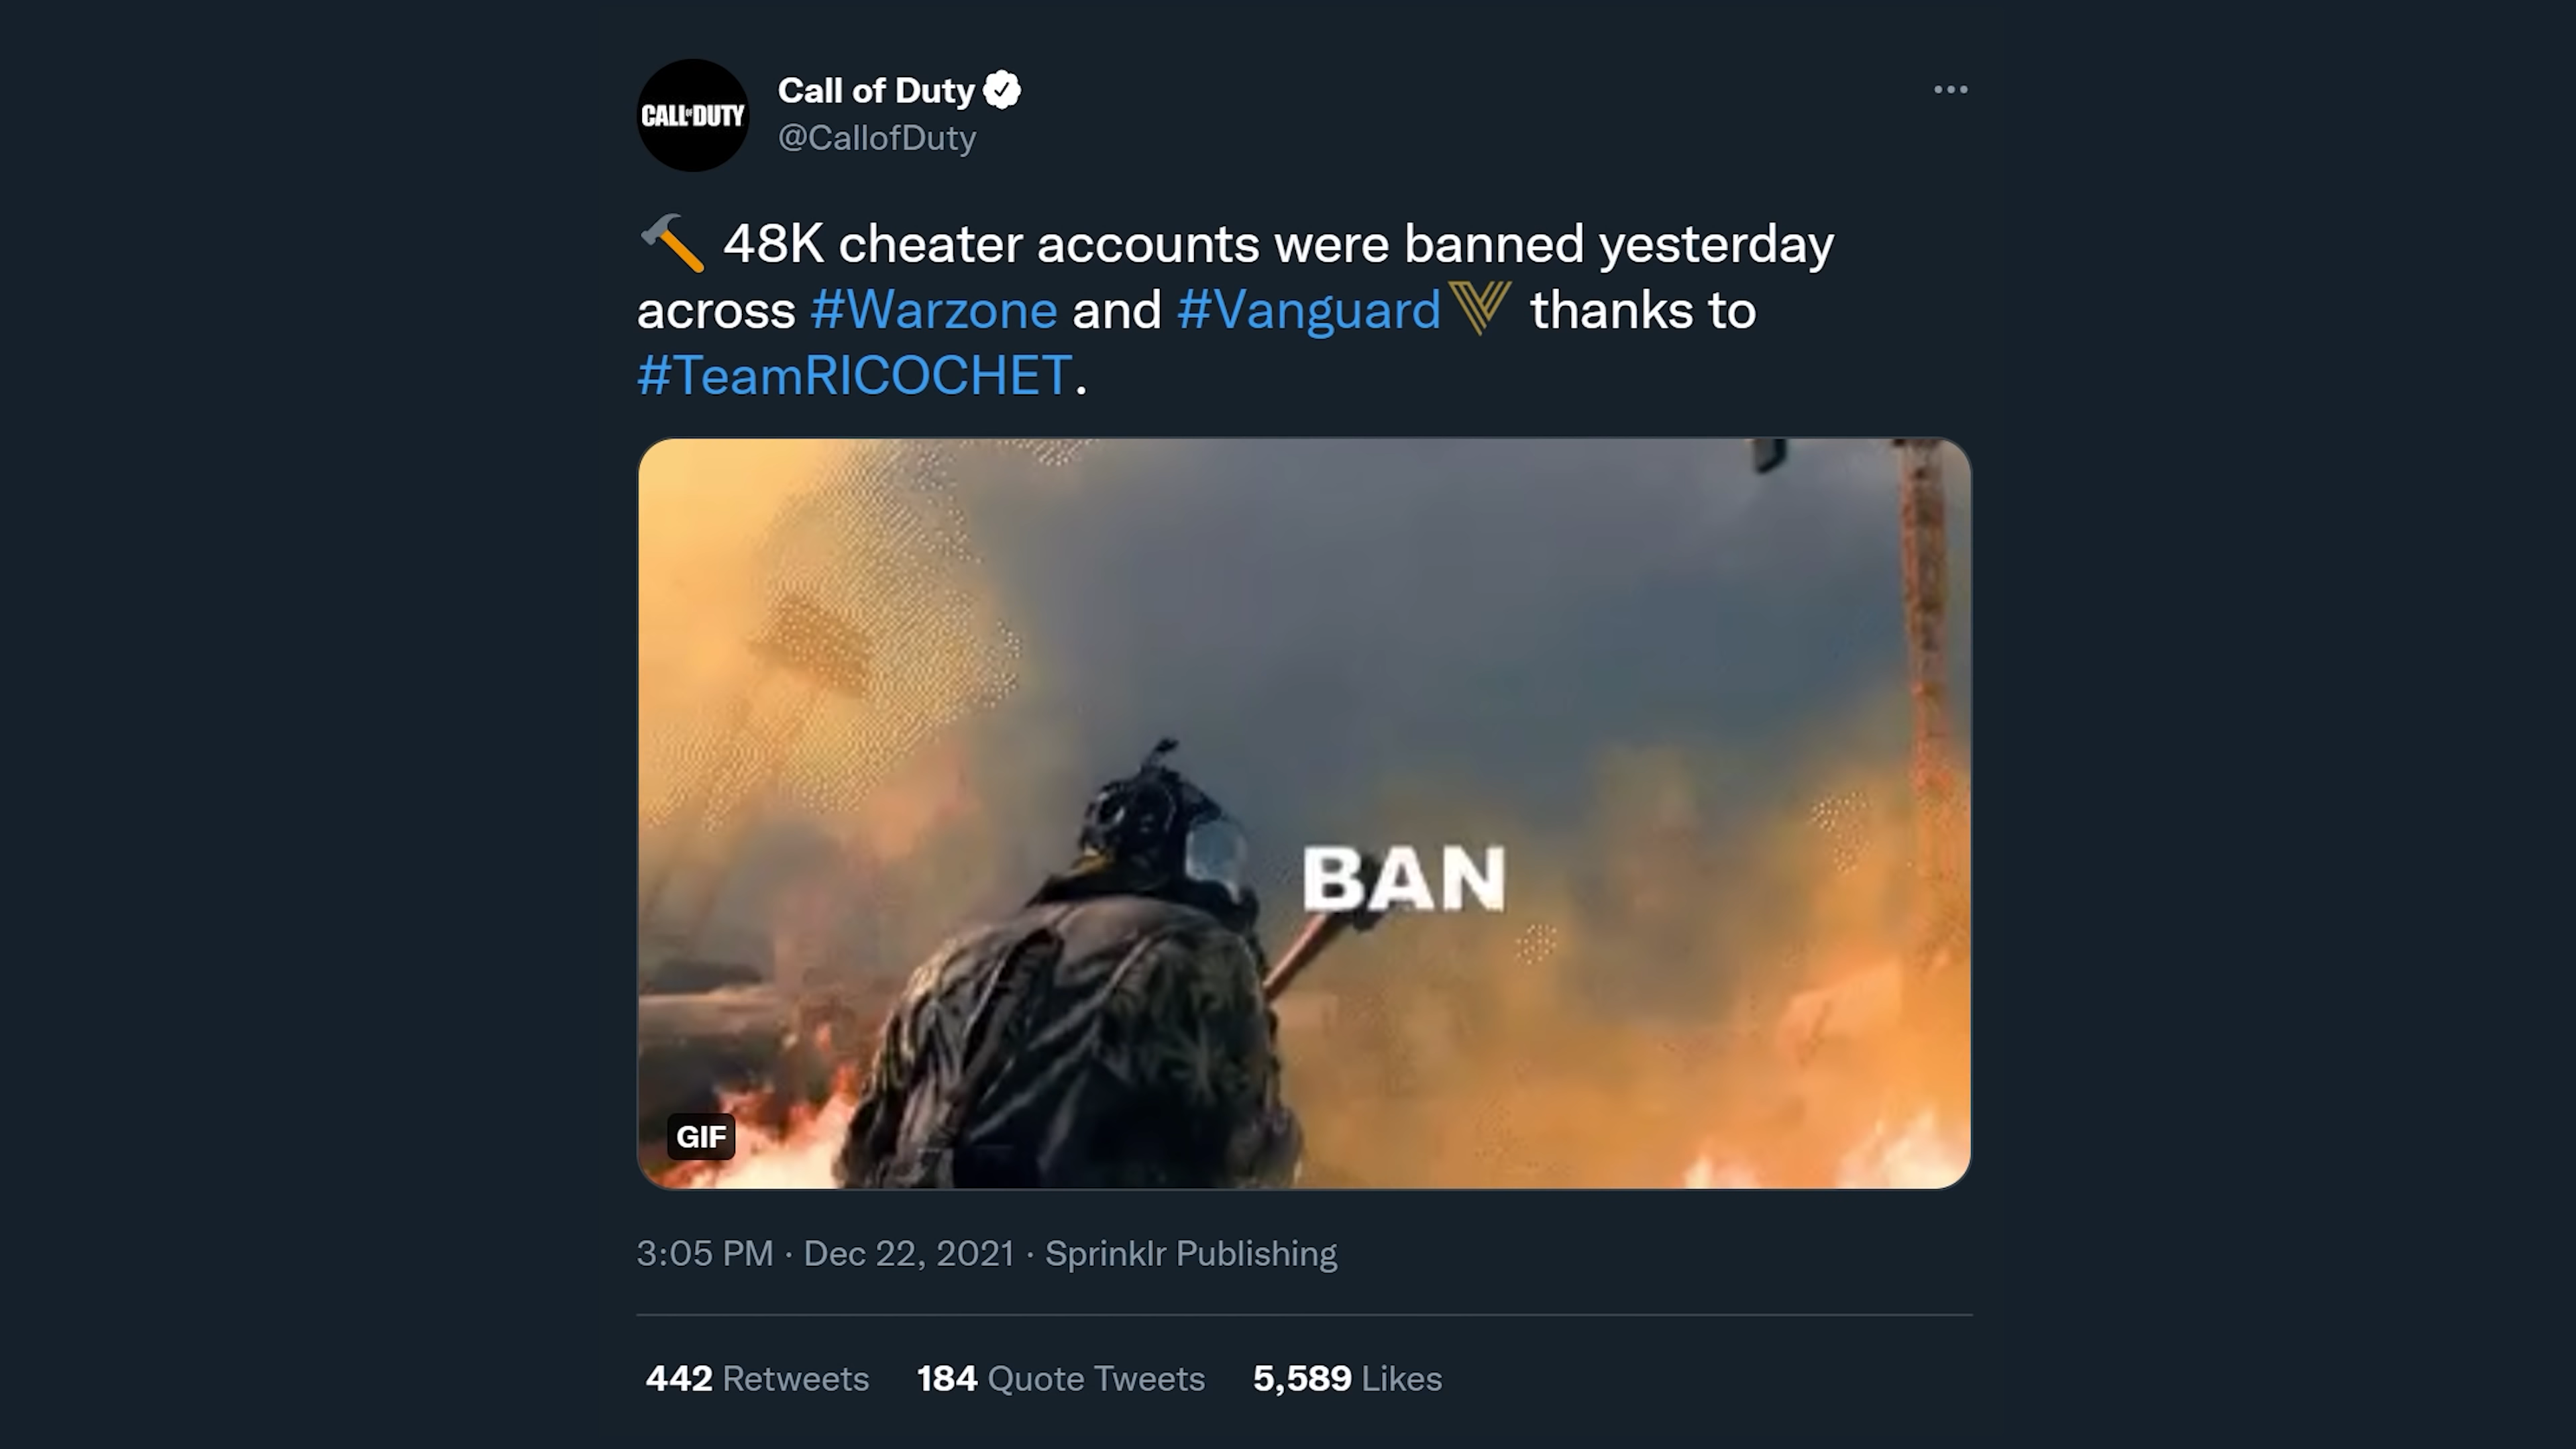 CALL OF DUTY
Call of Duty
@CallofDuty
🔨 48K cheater accounts were banned yesterday
across #Warzone and #Vanguard thanks to
#TeamRICOCHET.
BAN
GIF
3:05 PM · Dec 22, 2021 · Sprinklr Publishing
442 Retweets 184 Quote Tweets 5,589 Likes